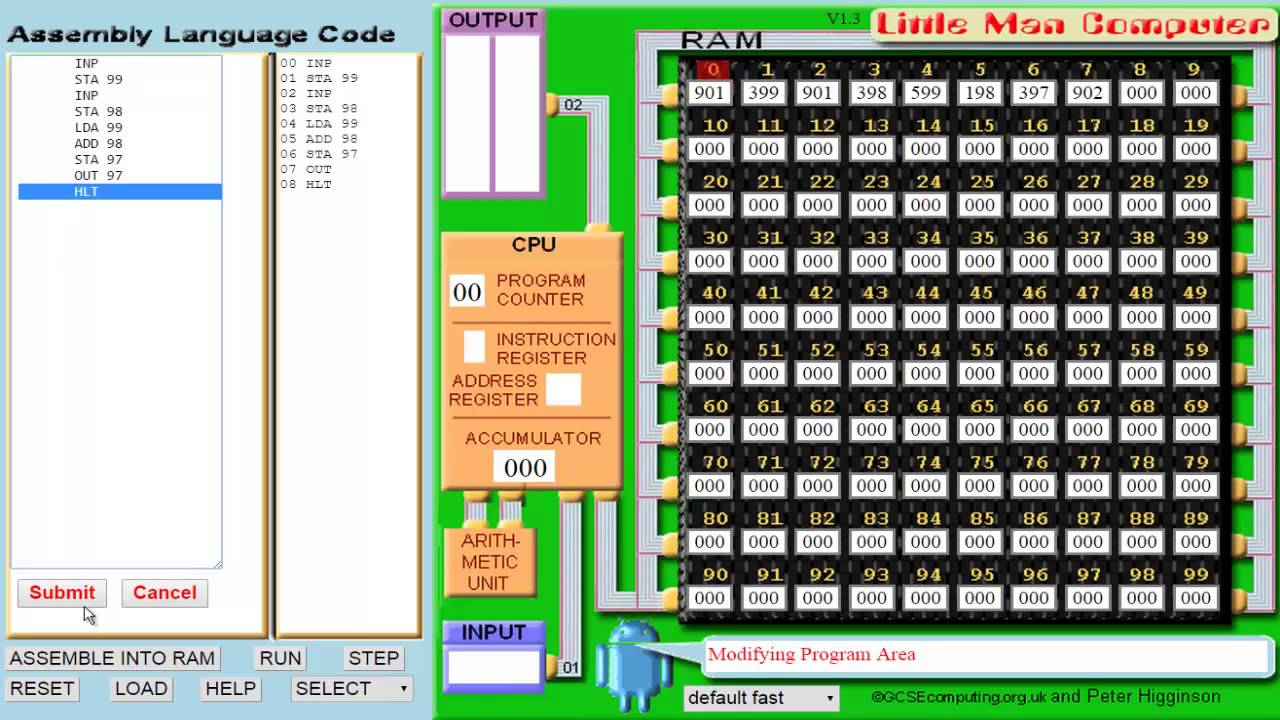 Assembly Language Code
INP
STA 99
INP
STA 98
LDA 99
ADD 98
STA 97
OUT 97
HLT
Submit
Cancel
00 INP
01 STA 99
02 INP
03 STA 98
04 LDA 99
05 ADD 98
06 STA 97
07 OUT
08 HLT
ASSEMBLE INTO RAM
RUN
STEP
RESET
LOAD
HELP
SELECT
OUTPUT
02
CPU
00
PROGRAM
COUNTER
INSTRUCTION
REGISTER
ADDRESS
REGISTER
ACCUMULATOR
000
ARITH-
METIC
UNIT
INPUT
01
V1.3
Little Man Computer
RAM
0 1 2 3 4 5 6 7 8 9
901 399 901 398 599 198 397 902 000 000
10 11 12 13 14 15 16 17 18 19
000 000 000 000 000 000 000 000 000 000
20 21 22 23 24 25 26 27 28 29
000 000 000 000 000 000 000 000 000 000
30 31 32 33 34 35 36 37 38 39
000 000 000 000 000 000 000 000 000 000
40 41 42 43 44 45 46 47 48 49
000 000 000 000 000 000 000 000 000 000
50 51 52 53 54 55 56 57 58 59
000 000 000 000 000 000 000 000 000 000
60 61 62 63 64 65 66 67 68 69
000 000 000 000 000 000 000 000 000 000
70 71 72 73 74 75 76 77 78 79
000 000 000 000 000 000 000 000 000 000
80 81 82 83 84 85 86 87 88 89
000 000 000 000 000 000 000 000 000 000
90 91 92 93 94 95 96 97 98 99
000 000 000 000 000 000 000 000 000 000
Modifying Program Area
default fast
©GCSEcomputing.org.uk and Peter Higginson